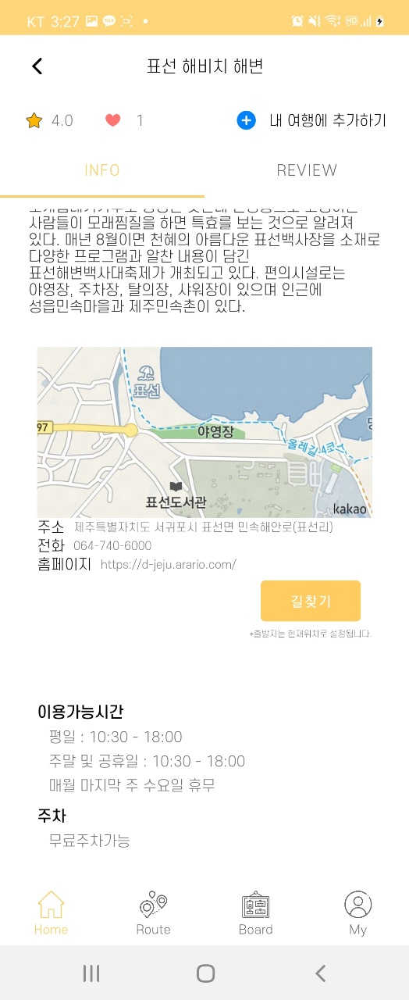 KT 3:27
HD
표선 해비치 해변
4.0
1
내 여행에 추가하기
INFO
REVIEW
사람들이 모래찜질을 하면 특효를 보는 것으로 알려져
있다. 매년 8월이면 천혜의 아름다운 표선백사장을 소재로
다양한 프로그램과 알찬 내용이 담긴
표선해변백사대축제가 개최되고 있다. 편의시설로는
야영장, 주차장, 탈의장, 샤워장이 있으며 인근에
성읍민속마을과 제주민속촌이 있다.
표선
97
야영장
올레길 4코스
표선도서관
kakao
주소 제주특별자치도 서귀포시 표선면 민속해안로(표선리)
전화 064-740-6000
홈페이지 https://d-jeju.arario.com/
길찾기
*출발지는 현재위치로 설정됩니다.
이용가능시간
평일 : 10:30 - 18:00
주말 및 공휴일 : 10:30 - 18:00
매월 마지막 주 수요일 휴무
주차
무료주차가능
Home
Route
Board
My